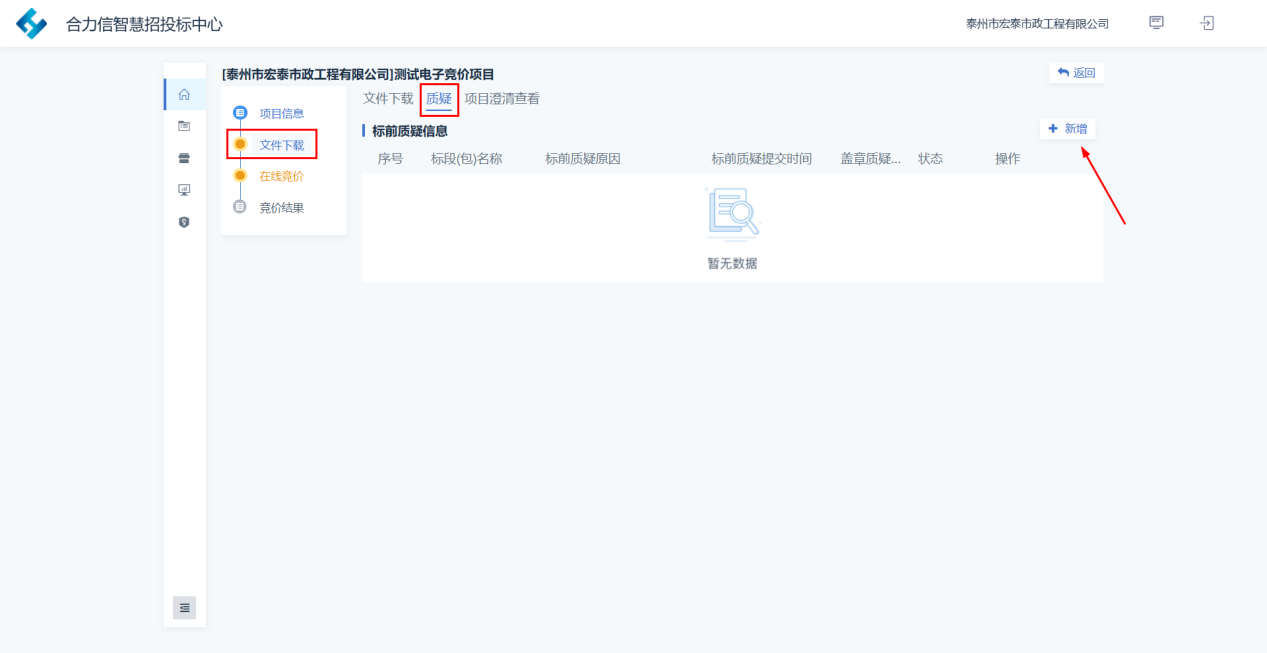 合力信智慧招投标中心
泰州市宏泰市政工程有限公司
[泰州市宏泰市政工程有限公司]测试电子竞价项目
返回
项目信息
文件下载
在线竞价
竞价结果
文件下载 质疑 项目澄清查看
标前质疑信息
新增
序号 标段(包)名称 标前质疑原因 标前质疑提交时间 盖章质疑... 状态 操作
暂无数据